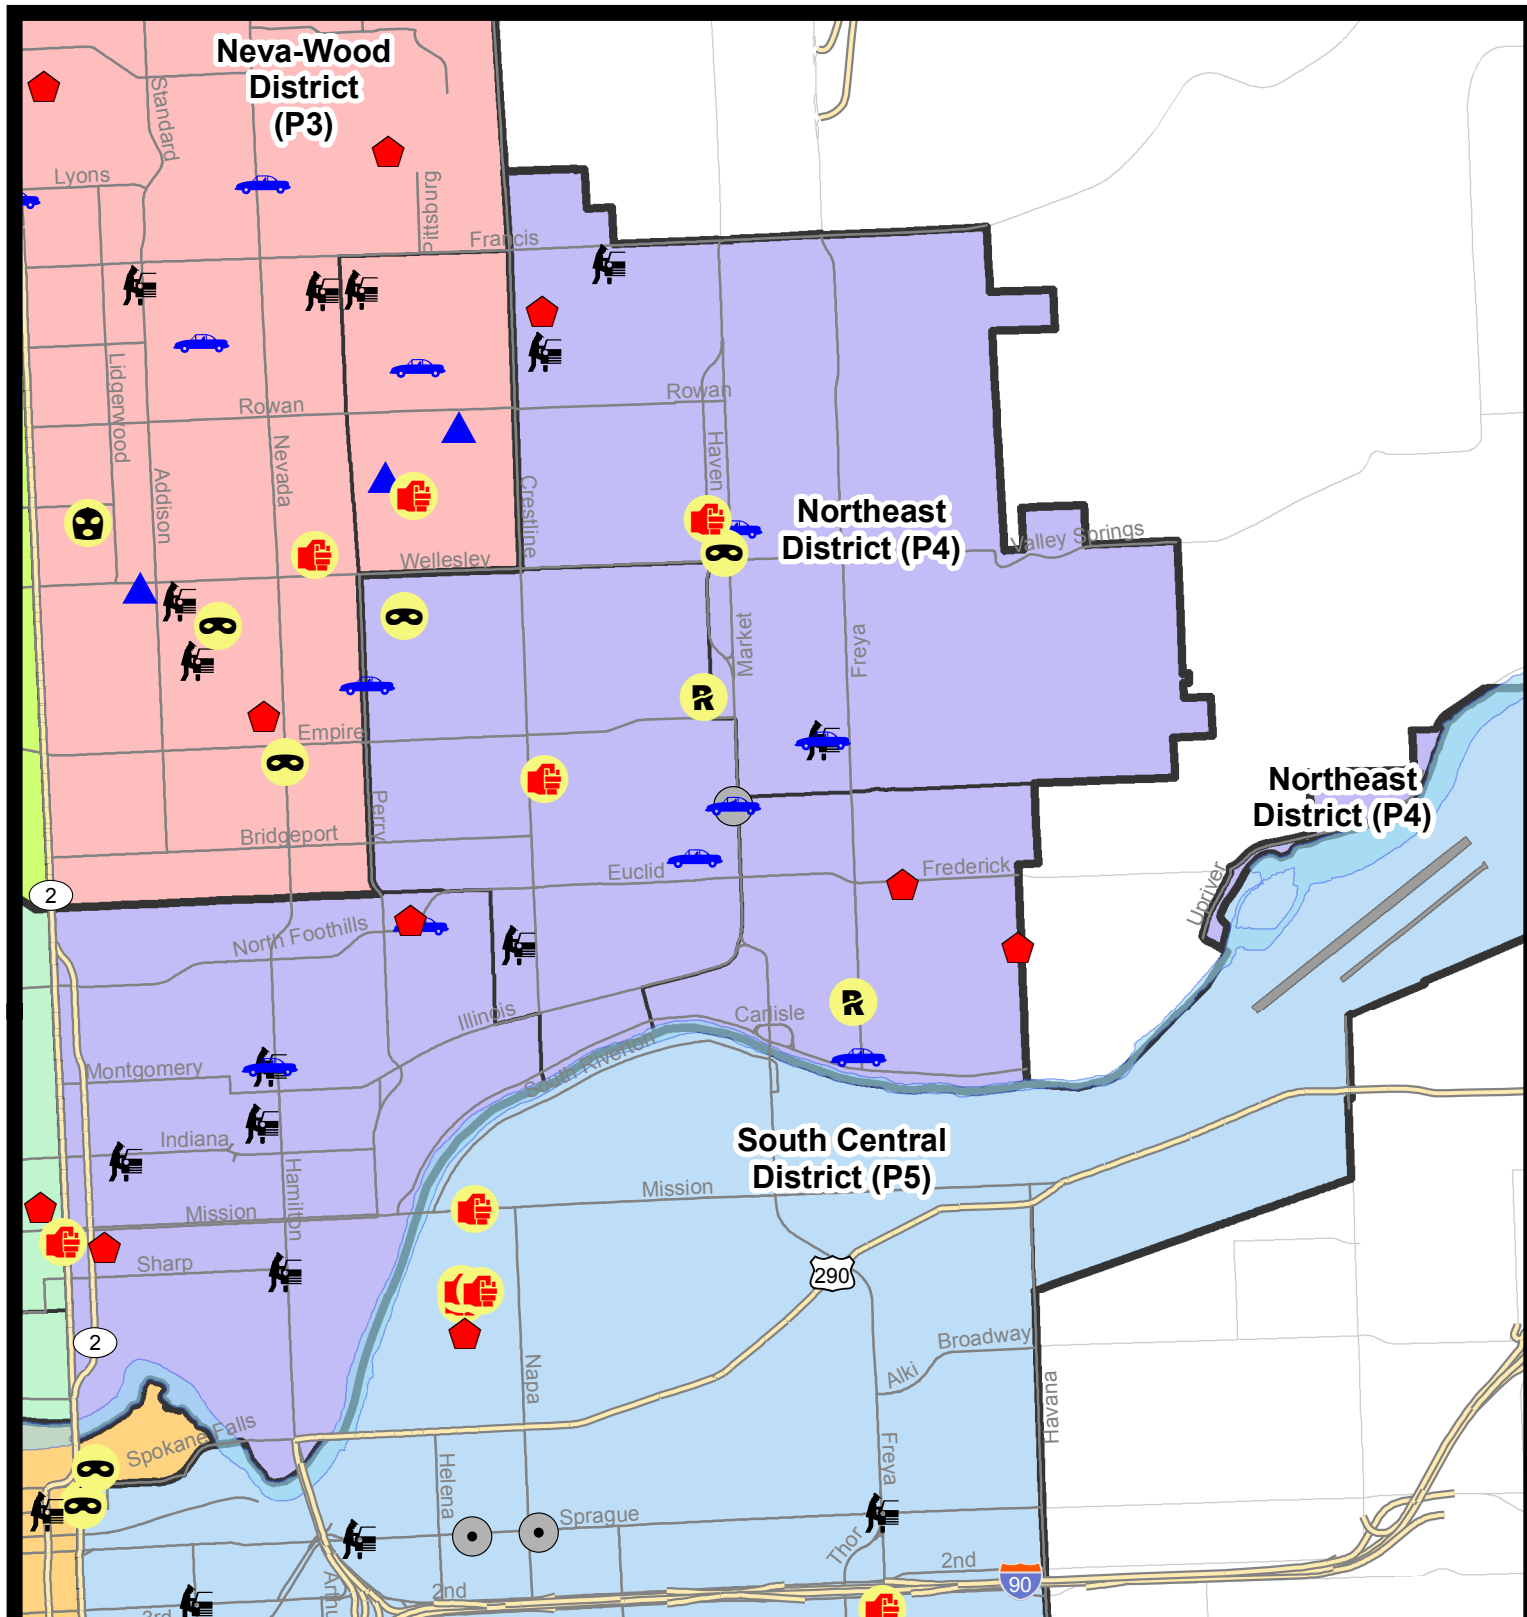 Neva-Wood
District
(P3)
Standard
Lyons
Pittsburg
Francis
Lidgerwood
Rowan
Rowan
Nevada
Addison
Haven
Crestline
Northeast
District (P4)
Valley Springs
Wellesley
Market
Freya
Empire
Perry
Bridgeport
Northeast
District (P4)
Euclid
Frederick
Upriver
2
North Foothills
Illinois
Carlisle
South Riverton
Montgomery
Indiana
Hamilton
South Central
District (P5)
Mission
Mission
Sharp
290
2
Broadway
Alki
Napa
Havana
Spokane Falls
Helena
Freya
Sprague
Thor
2nd
90
2nd
3rd
R
R